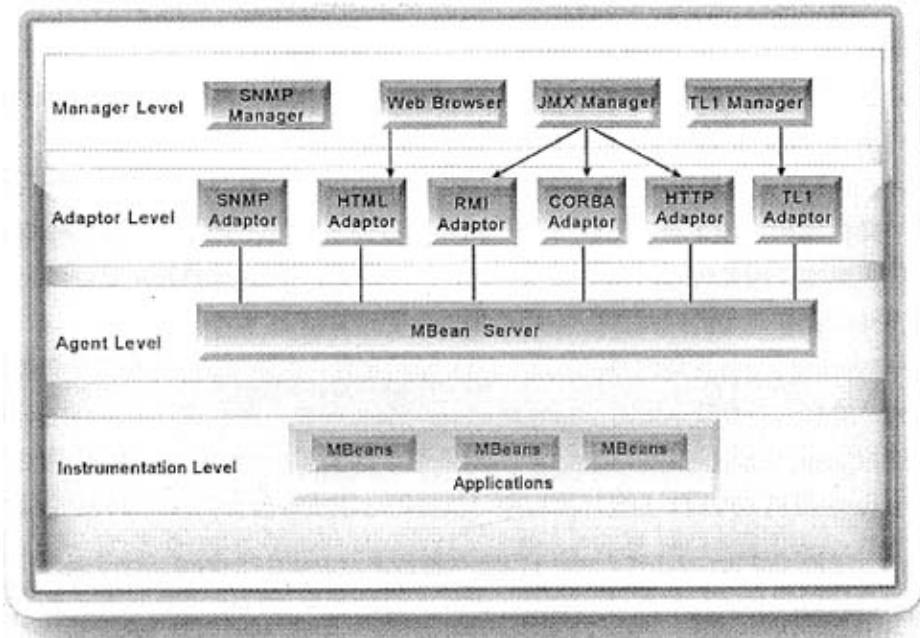 Manager Level
SNMP
Manager
Web Browser
JMX Manager
TL1 Manager
Adaptor Level
SNMP
Adaptor
HTML
Adaptor
RMI
Adaptor
CORBA
Adaptor
HTTP
Adaptor
TL1
Adaptor
Agent Level
MBean Server
Instrumentation Level
MBeans
MBeans
MBeans
Applications